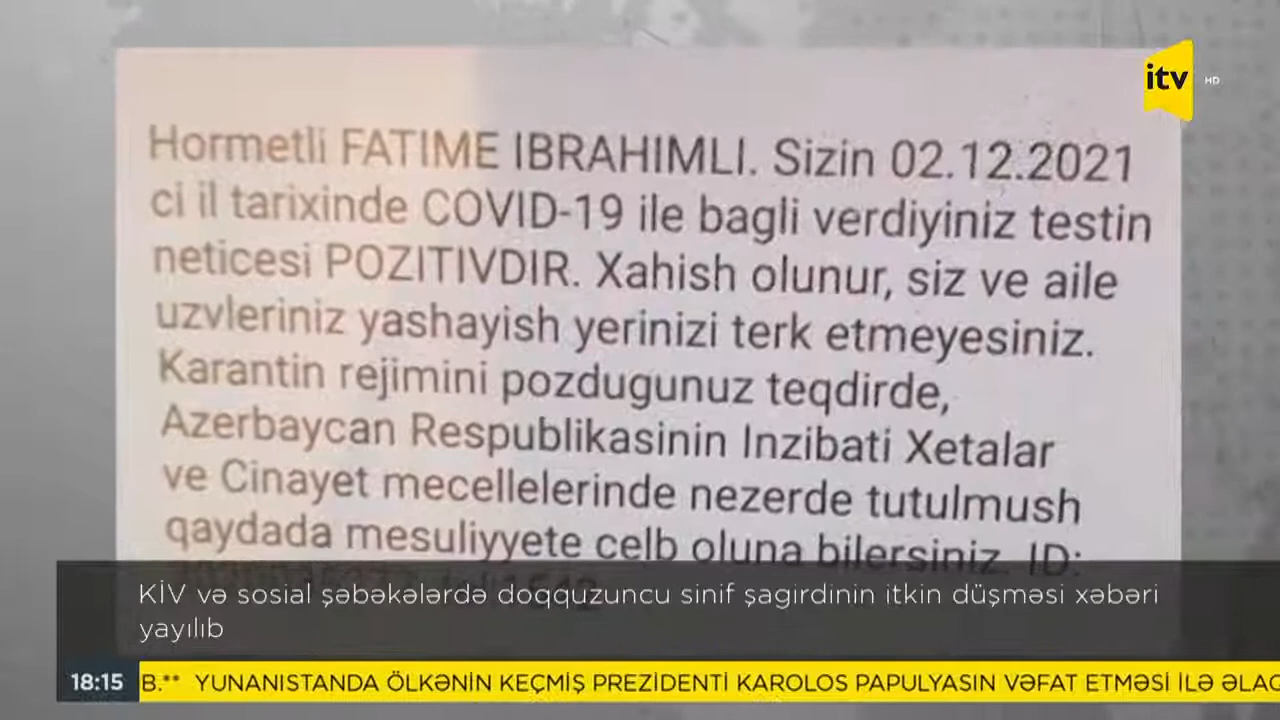 itv HD
Hormetli FATIME IBRAHIMLI. Sizin 02.12.2021
ci il tarixinde COVID-19 ile bagli verdiyiniz testin
neticesi POZITIVDIR. Xahish olunur, siz ve aile
uzvleriniz yashayish yerinizi terk etmeyesiniz.
Karantin rejimini pozdugunuz teqdirde,
Azerbaycan Respublikasinin Inzibati Xetalar
ve Cinayet mecellelerinde nezerde tutulmush
qaydada mesuliyyete celb oluna bilersiniz. ID:
KİV və sosial şəbəkələrdə doqquzuncu sinif şagirdinin itkin düşməsi xəbəri
yayılıb
18:15 B.** YUNANISTANDA ÖLKƏNİN KEÇMİŞ PREZİDENTİ KAROLOS PAPULYASIN VƏFAT ETMƏSİ İLƏ ƏLAQ